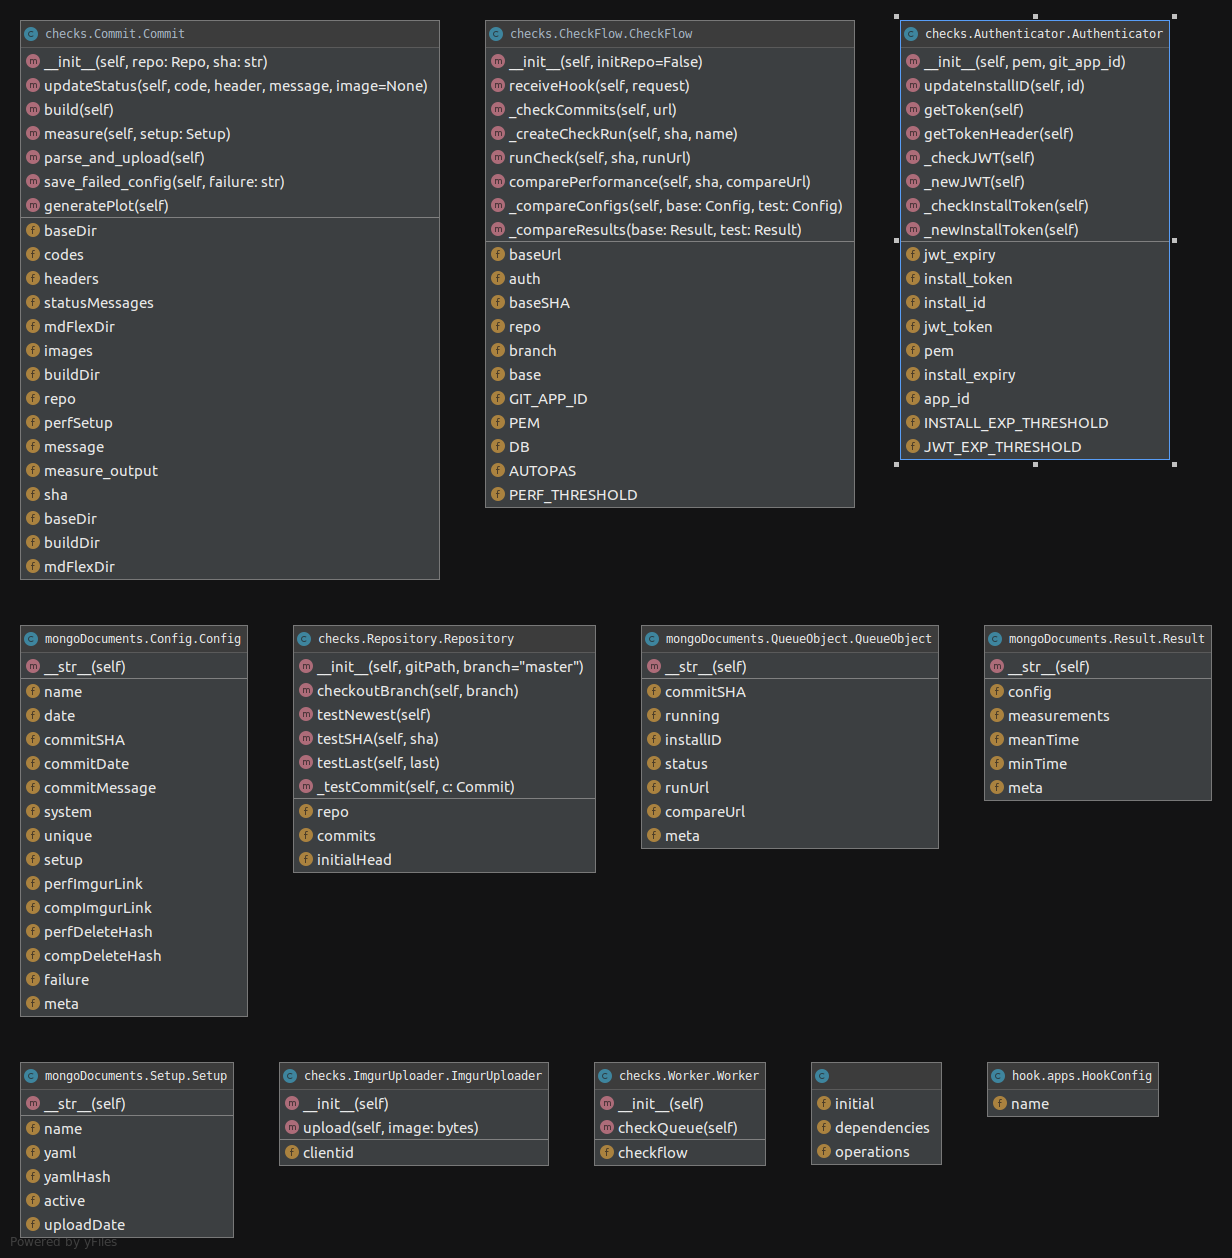 checks.Commit.Commit
__init__(self, repo: Repo, sha: str)
updateStatus(self, code, header, message, image=None)
build(self)
measure(self, setup: Setup)
parse_and_upload(self)
save_failed_config(self, failure: str)
generatePlot(self)
baseDir
codes
headers
statusMessages
mdFlexDir
images
buildDir
repo
perfSetup
message
measure_output
sha
baseDir
buildDir
mdFlexDir
checks.CheckFlow.CheckFlow
__init__(self, initRepo=False)
receiveHook(self, request)
_checkCommits(self, url)
_createCheckRun(self, sha, name)
runCheck(self, sha, runUrl)
comparePerformance(self, sha, compareUrl)
_compareConfigs(self, base: Config, test: Config)
_compareResults(base: Result, test: Result)
baseUrl
auth
baseSHA
repo
branch
base
GIT_APP_ID
PEM
DB
AUTOPAS
PERF_THRESHOLD
checks.Authenticator.Authenticator
__init__(self, pem, git_app_id)
updateInstallID(self, id)
getToken(self)
getTokenHeader(self)
_checkJWT(self)
_newJWT(self)
_checkInstallToken(self)
_newInstallToken(self)
jwt_expiry
install_token
install_id
jwt_token
pem
install_expiry
app_id
INSTALL_EXP_THRESHOLD
JWT_EXP_THRESHOLD
mongoDocuments.Config.Config
__str__(self)
name
date
commitSHA
commitDate
commitMessage
system
unique
setup
perfImgurLink
compImgurLink
perfDeleteHash
compDeleteHash
failure
meta
checks.Repository.Repository
__init__(self, gitPath, branch="master")
checkoutBranch(self, branch)
testNewest(self)
testSHA(self, sha)
testLast(self, last)
_testCommit(self, c: Commit)
repo
commits
initialHead
mongoDocuments.QueueObject.QueueObject
__str__(self)
commitSHA
running
installID
status
runUrl
compareUrl
meta
mongoDocuments.Result.Result
__str__(self)
config
measurements
meanTime
minTime
meta
mongoDocuments.Setup.Setup
__str__(self)
name
yaml
yamlHash
active
uploadDate
checks.ImgurUploader.ImgurUploader
__init__(self)
upload(self, image: bytes)
clientid
checks.Worker.Worker
__init__(self)
checkQueue(self)
checkflow
initial
dependencies
operations
hook.apps.HookConfig
name
Powered by yFiles